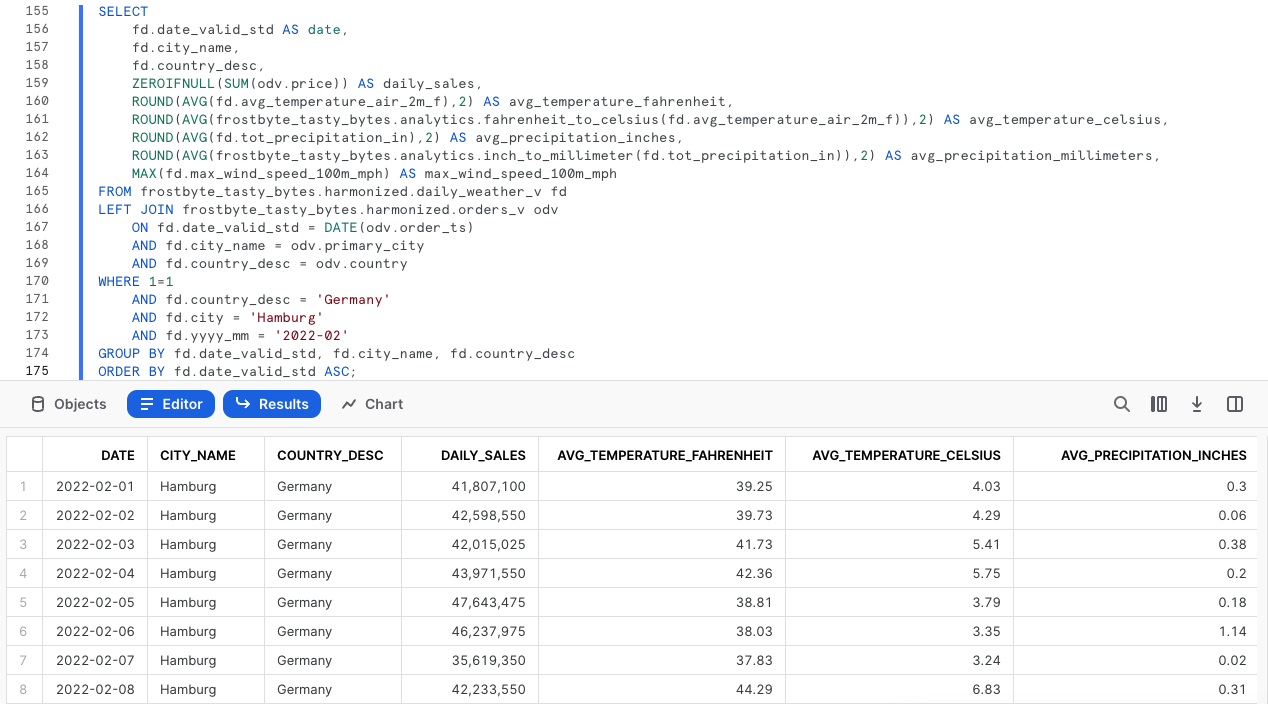 155 SELECT
156 fd.date_valid_std AS date,
157 fd.city_name,
158 fd.country_desc,
159 ZEROIFNULL(SUM(odv.price)) AS daily_sales,
160 ROUND(AVG(fd.avg_temperature_air_2m_f),2) AS avg_temperature_fahrenheit,
161 ROUND(AVG(frostbyte_tasty_bytes.analytics.fahrenheit_to_celsius(fd.avg_temperature_air_2m_f)),2) AS avg_temperature_celsius,
162 ROUND(AVG(fd.tot_precipitation_in),2) AS avg_precipitation_inches,
163 ROUND(AVG(frostbyte_tasty_bytes.analytics.inch_to_millimeter(fd.tot_precipitation_in)),2) AS avg_precipitation_millimeters,
164 MAX(fd.max_wind_speed_100m_mph) AS max_wind_speed_100m_mph
165 FROM frostbyte_tasty_bytes.harmonized.daily_weather_v fd
166 LEFT JOIN frostbyte_tasty_bytes.harmonized.orders_v odv
167 ON fd.date_valid_std = DATE(odv.order_ts)
168 AND fd.city_name = odv.primary_city
169 AND fd.country_desc = odv.country
170 WHERE 1=1
171 AND fd.country_desc = 'Germany'
172 AND fd.city = 'Hamburg'
173 AND fd.yyyy_mm = '2022-02'
174 GROUP BY fd.date_valid_std, fd.city_name, fd.country_desc
175 ORDER BY fd.date_valid_std ASC;
Objects Editor Results Chart
DATE CITY_NAME COUNTRY_DESC DAILY_SALES AVG_TEMPERATURE_FAHRENHEIT AVG_TEMPERATURE_CELSIUS AVG_PRECIPITATION_INCHES
1 2022-02-01 Hamburg Germany 41,807,100 39.25 4.03 0.3
2 2022-02-02 Hamburg Germany 42,598,550 39.73 4.29 0.06
3 2022-02-03 Hamburg Germany 42,015,025 41.73 5.41 0.38
4 2022-02-04 Hamburg Germany 43,971,550 42.36 5.75 0.2
5 2022-02-05 Hamburg Germany 47,643,475 38.81 3.79 0.18
6 2022-02-06 Hamburg Germany 46,237,975 38.03 3.35 1.14
7 2022-02-07 Hamburg Germany 35,619,350 37.83 3.24 0.02
8 2022-02-08 Hamburg Germany 42,233,550 44.29 6.83 0.31